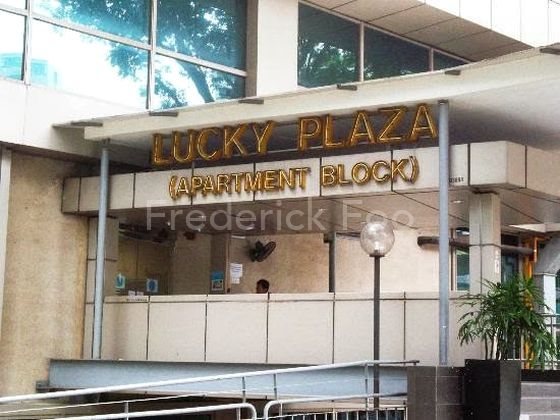 LUCKY PLAZA
(APARTMENT BLOCK)
Frederick Foo